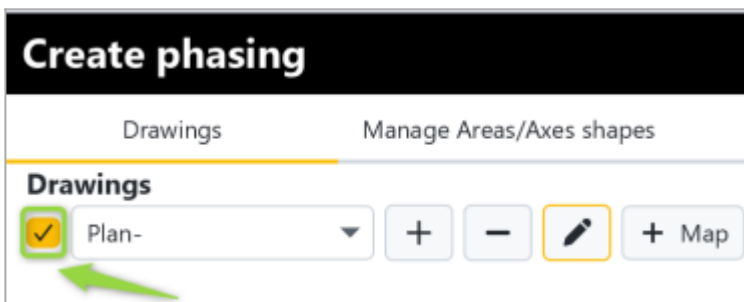 Create phasing
Drawings Manage Areas/Axes shapes
Drawings
Plan- + - + Map